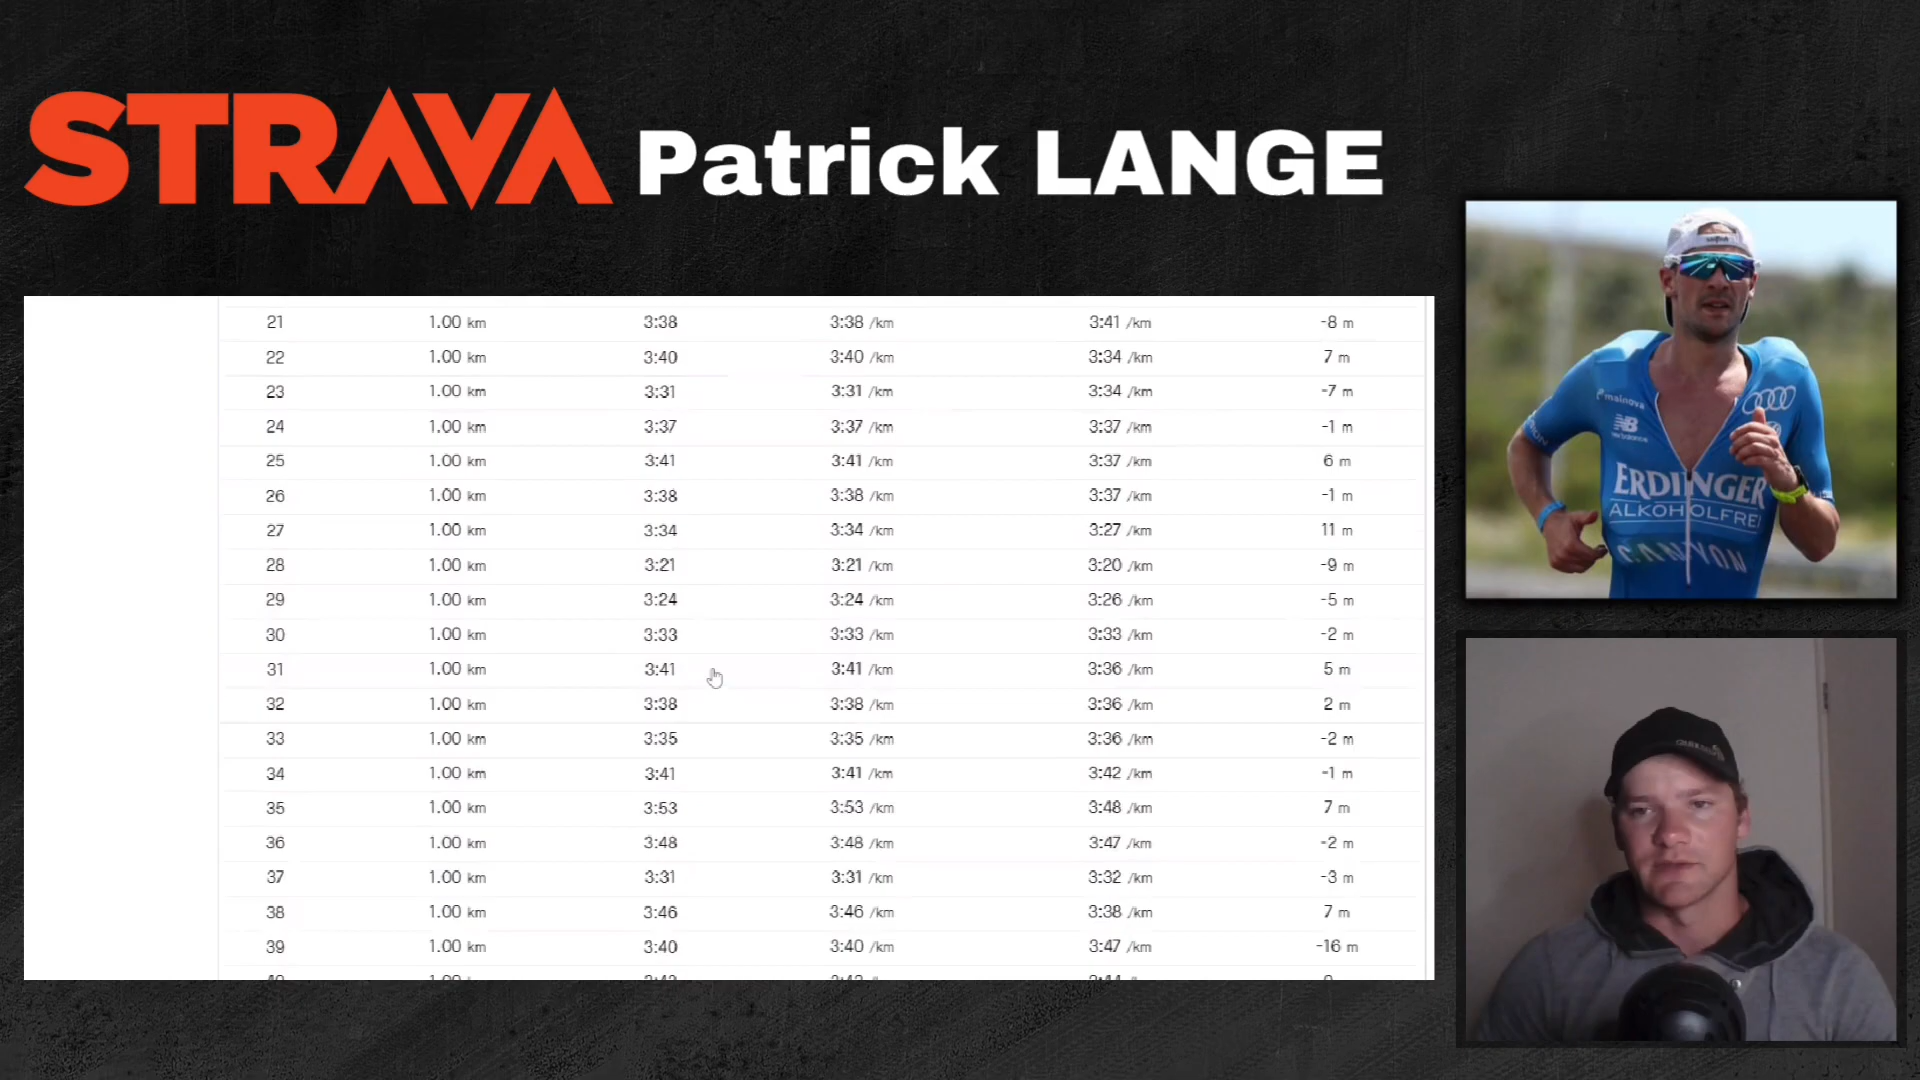 STRAVA Patrick LANGE
21 1.00 km 3:38 3:38 /km 3:41 /km -8 m
22 1.00 km 3:40 3:40 /km 3:34 /km 7 m
23 1.00 km 3:31 3:31 /km 3:34 /km -7 m
24 1.00 km 3:37 3:37 /km 3:37 /km -1 m
25 1.00 km 3:41 3:41 /km 3:37 /km 6 m
26 1.00 km 3:38 3:38 /km 3:37 /km -1 m
27 1.00 km 3:34 3:34 /km 3:27 /km 11 m
28 1.00 km 3:21 3:21 /km 3:20 /km -9 m
29 1.00 km 3:24 3:24 /km 3:26 /km -5 m
30 1.00 km 3:33 3:33 /km 3:33 /km -2 m
31 1.00 km 3:41 3:41 /km 3:36 /km 5 m
32 1.00 km 3:38 3:38 /km 3:36 /km 2 m
33 1.00 km 3:35 3:35 /km 3:36 /km -2 m
34 1.00 km 3:41 3:41 /km 3:42 /km -1 m
35 1.00 km 3:53 3:53 /km 3:48 /km 7 m
36 1.00 km 3:48 3:48 /km 3:47 /km -2 m
37 1.00 km 3:31 3:31 /km 3:32 /km -3 m
38 1.00 km 3:46 3:46 /km 3:38 /km 7 m
39 1.00 km 3:40 3:40 /km 3:47 /km -16 m
mainova
new balance
ERDINGER
ALKOHOLFREI
CANYON